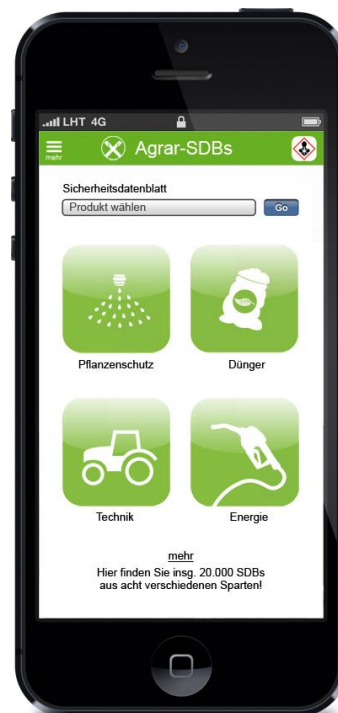 LHT 4G
mehr
Agrar-SDBs
Sicherheitsdatenblatt
Produkt wählen
Go
Pflanzenschutz
Dünger
Technik
Energie
mehr
Hier finden Sie insg. 20.000 SDBs
aus acht verschiedenen Sparten!